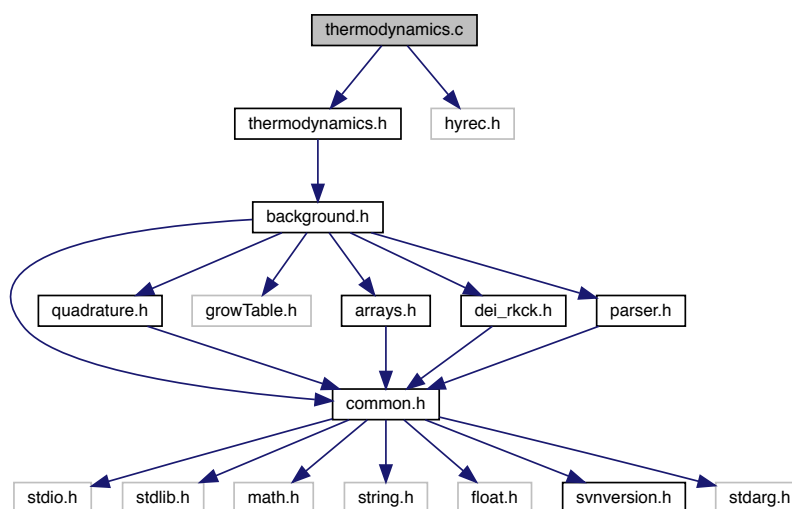 thermodynamics.c
thermodynamics.h
hyrec.h
background.h
quadrature.h
growTable.h
arrays.h
dei_rkck.h
parser.h
common.h
stdio.h
stdlib.h
math.h
string.h
float.h
svnversion.h
stdarg.h